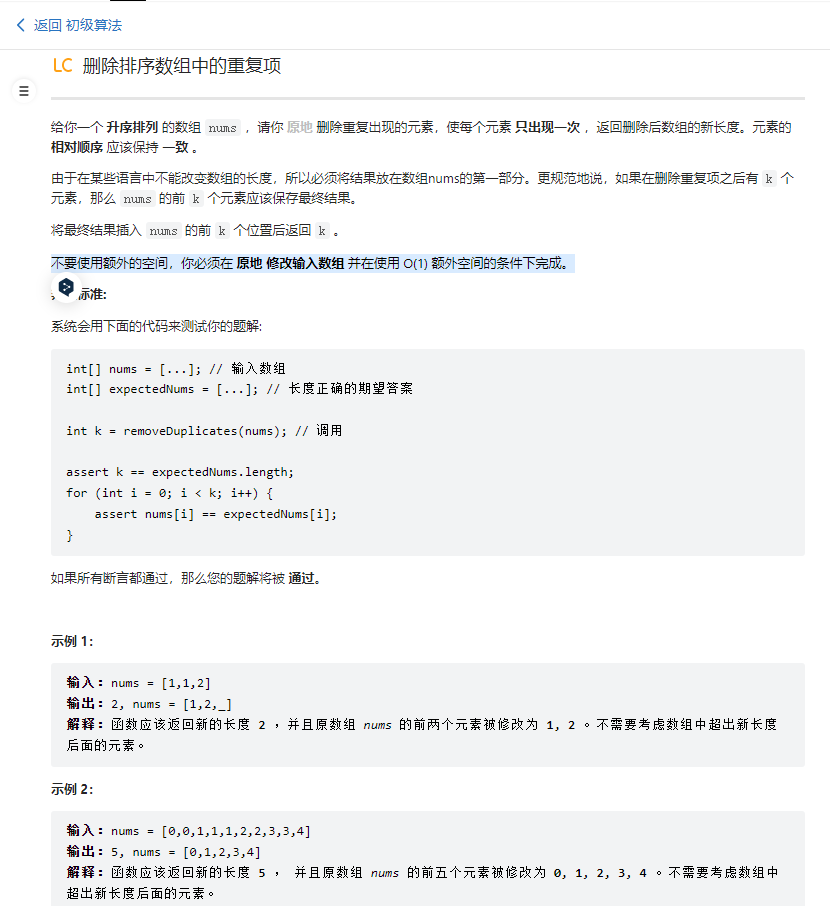 返回 初级算法
LC 删除排序数组中的重复项
给你一个 升序排列 的数组 nums ，请你 原地 删除重复出现的元素，使每个元素 只出现一次 ，返回删除后数组的新长度。元素的
相对顺序 应该保持 一致 。
由于在某些语言中不能改变数组的长度，所以必须将结果放在数组nums的第一部分。更规范地说，如果在删除重复项之后有 k 个
元素，那么 nums 的前 k 个元素应该保存最终结果。
将最终结果插入 nums 的前 k 个位置后返回 k 。
不要使用额外的空间，你必须在 原地 修改输入数组 并在使用 O(1) 额外空间的条件下完成。
标准:
系统会用下面的代码来测试你的题解:
int[] nums = [...]; // 输入数组
int[] expectedNums = [...]; // 长度正确的期望答案
int k = removeDuplicates(nums); // 调用
assert k == expectedNums.length;
for (int i = 0; i < k; i++) {
    assert nums[i] == expectedNums[i];
}
如果所有断言都通过，那么您的题解将被 通过。
示例 1：
输入：nums = [1,1,2]
输出：2, nums = [1,2,_]
解释：函数应该返回新的长度 2 ，并且原数组 nums 的前两个元素被修改为 1, 2 。不需要考虑数组中超出新长度
后面的元素。
示例 2：
输入：nums = [0,0,1,1,1,2,2,3,3,4]
输出：5, nums = [0,1,2,3,4]
解释：函数应该返回新的长度 5 ， 并且原数组 nums 的前五个元素被修改为 0, 1, 2, 3, 4 。不需要考虑数组中
超出新长度后面的元素。